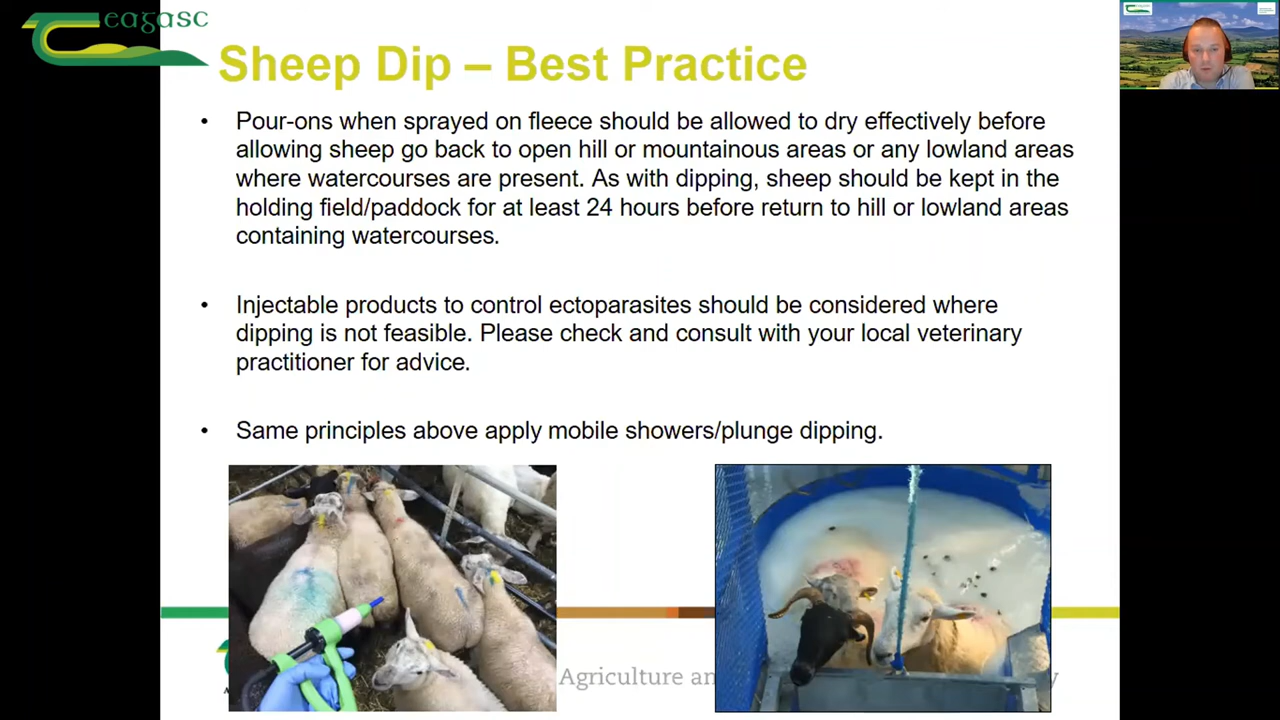 eagasc
Sheep Dip – Best Practice
• Pour-ons when sprayed on fleece should be allowed to dry effectively before
allowing sheep go back to open hill or mountainous areas or any lowland areas
where watercourses are present. As with dipping, sheep should be kept in the
holding field/paddock for at least 24 hours before return to hill or lowland areas
containing watercourses.
• Injectable products to control ectoparasites should be considered where
dipping is not feasible. Please check and consult with your local veterinary
practitioner for advice.
• Same principles above apply mobile showers/plunge dipping.
Agriculture an